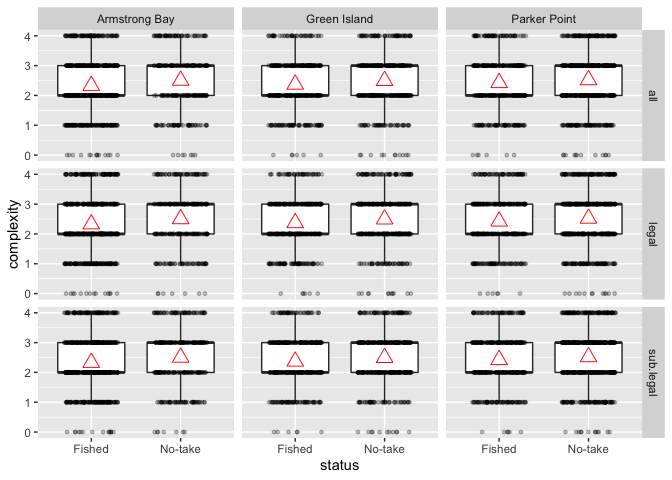 Armstrong Bay Green Island Parker Point
4
3
2
1
0
all
4
3
2
1
0
legal
4
3
2
1
0
sub.legal
complexity
Fished No-take Fished No-take Fished No-take
status